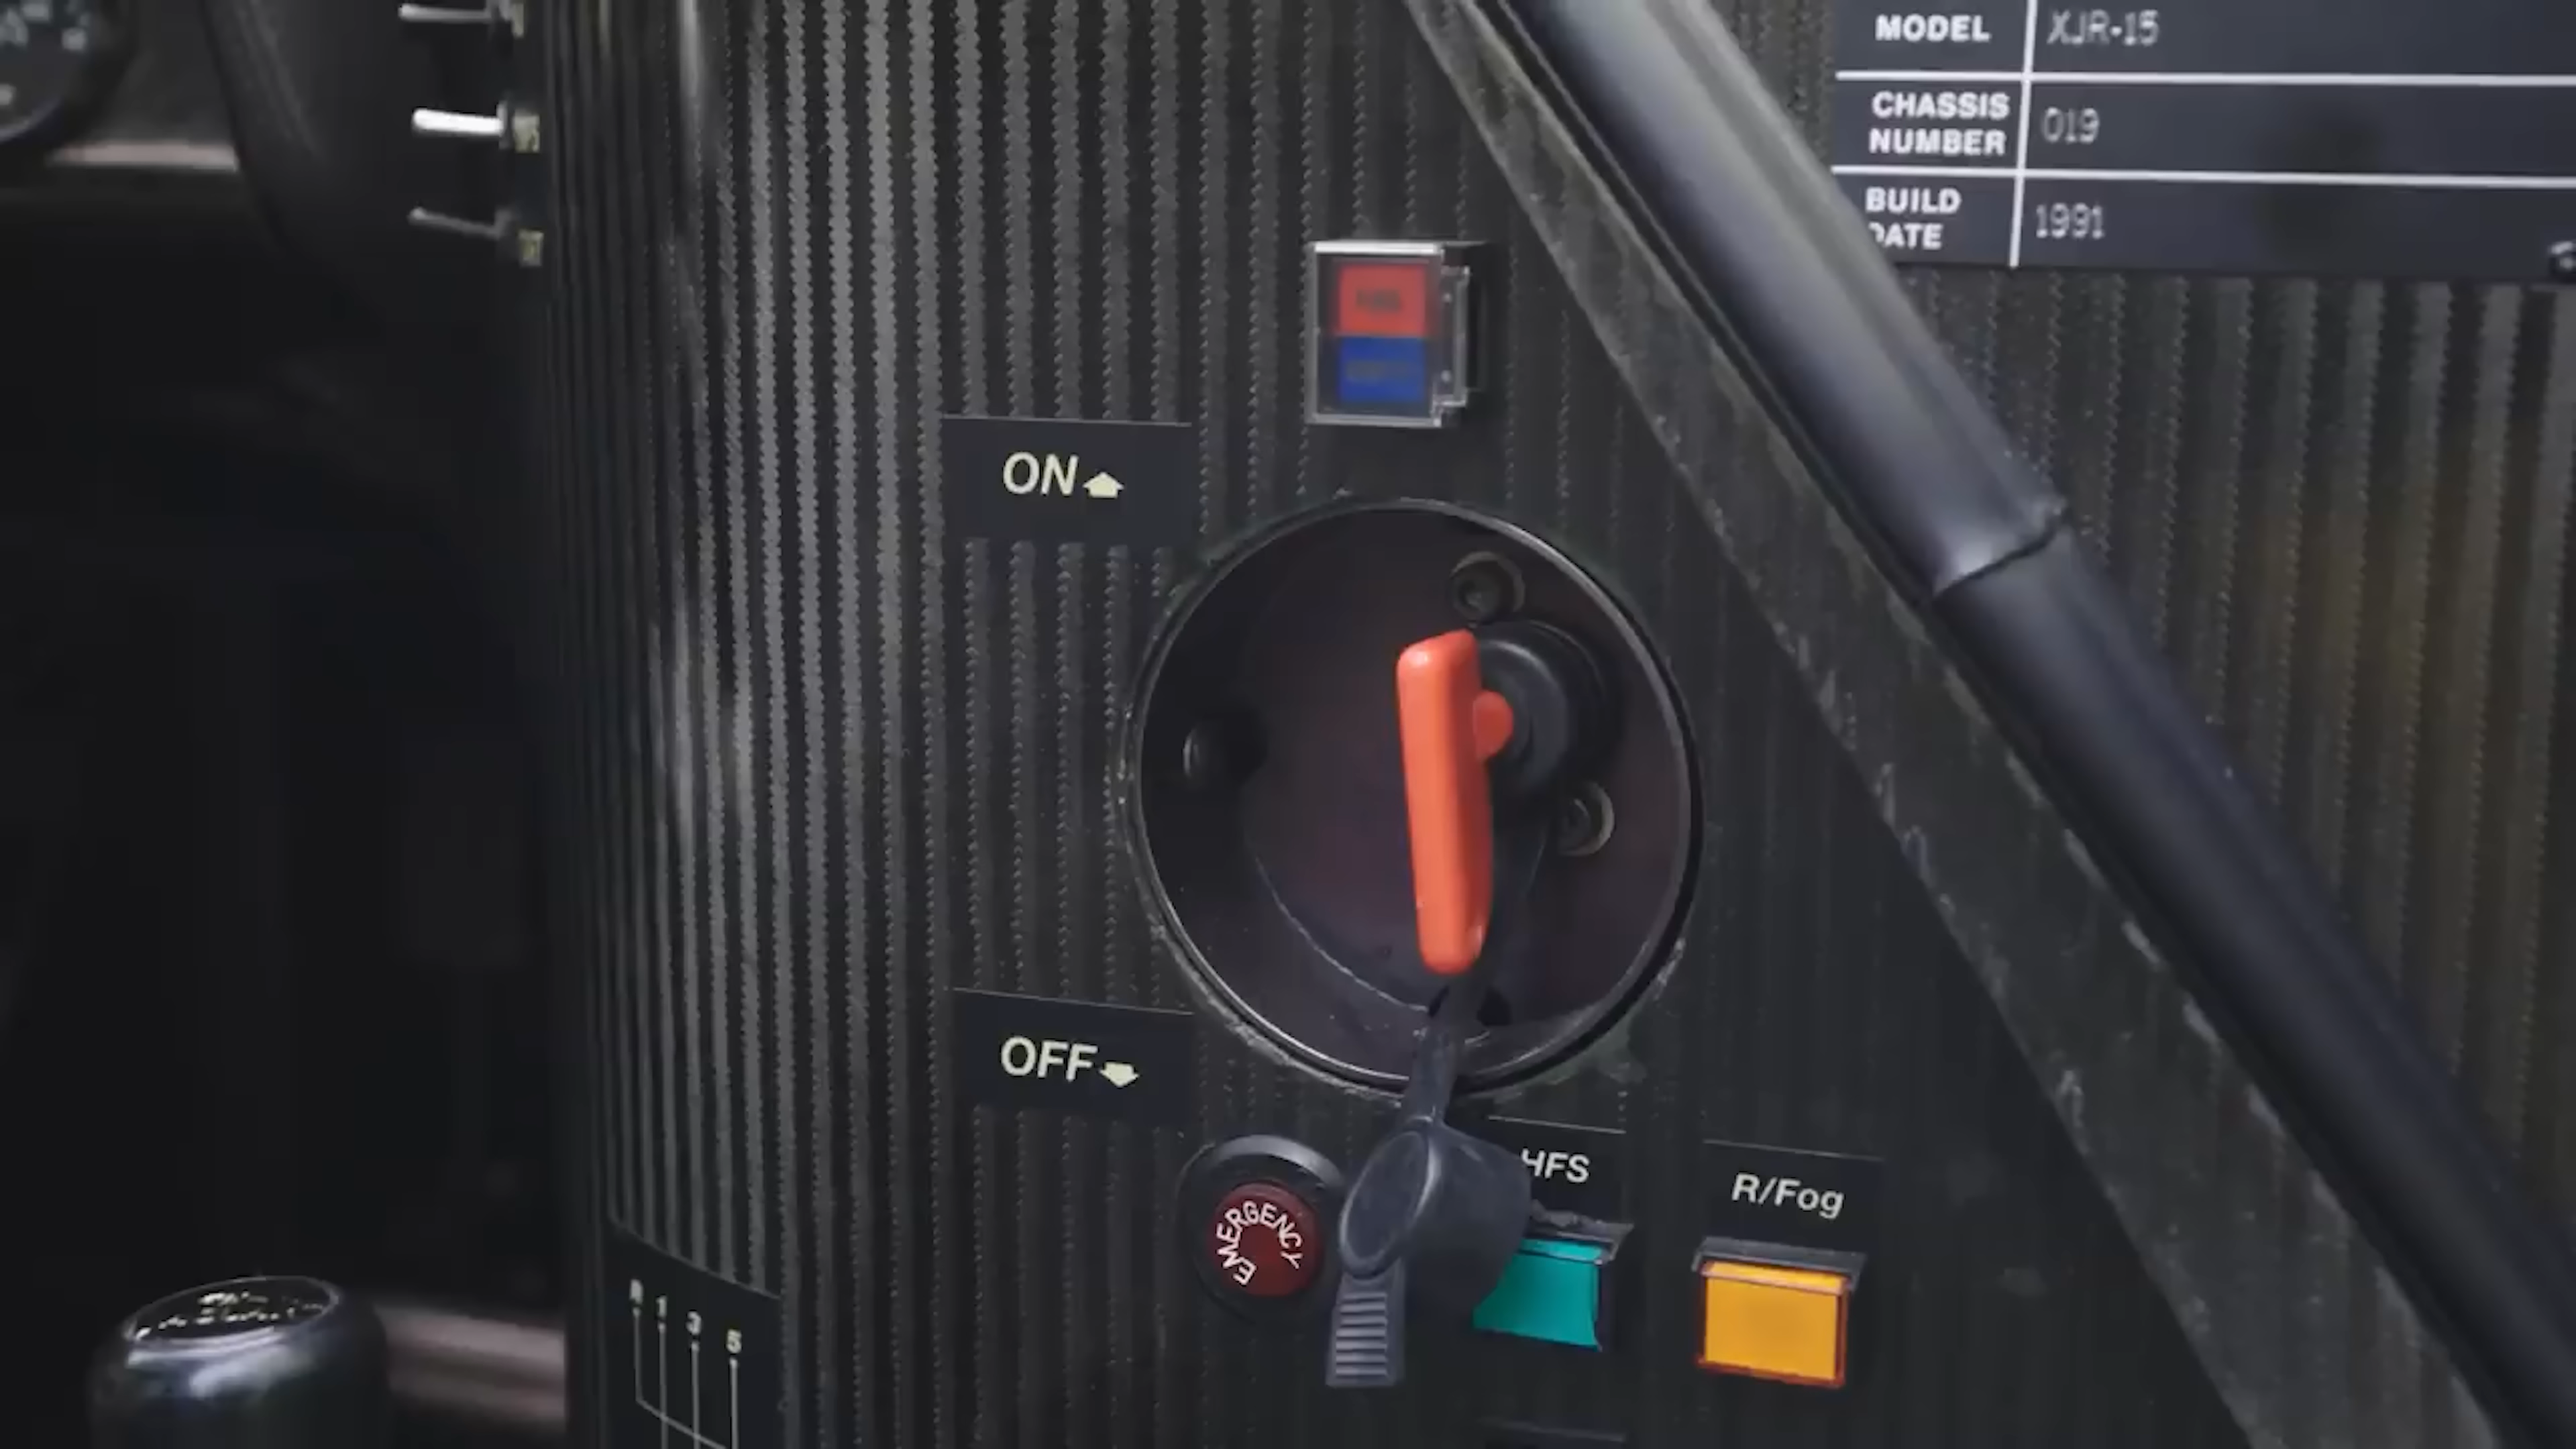 MODEL XJR-15
CHASSIS NUMBER 019
BUILD DATE 1991
ON
OFF
EMERGENCY
HFS
R/Fog
R 1 3 5